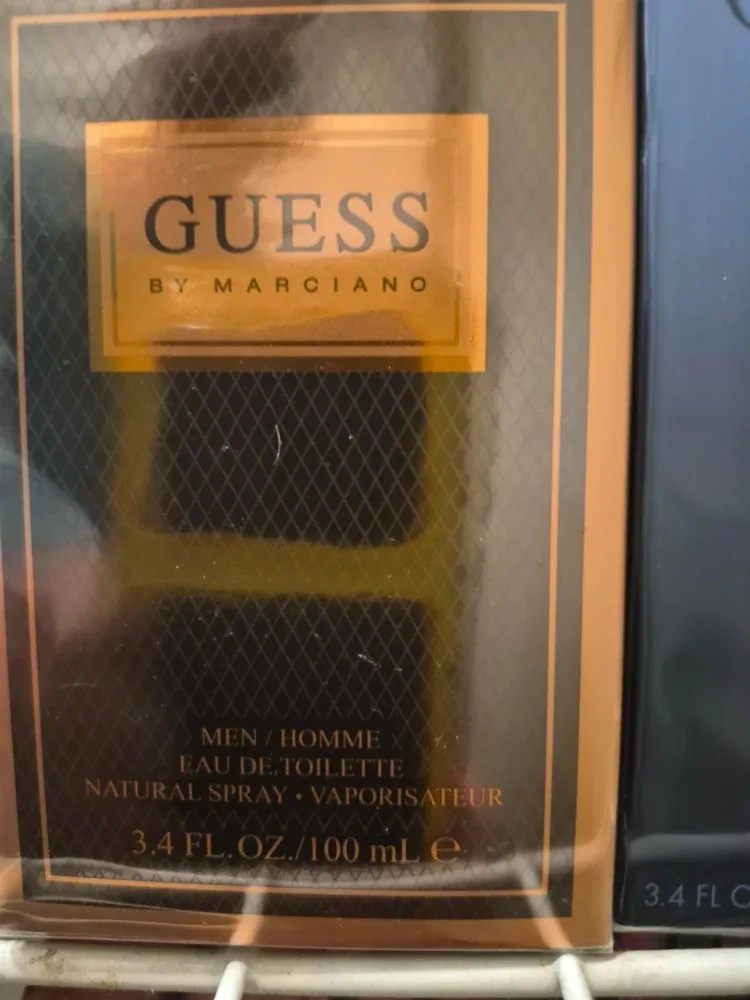 GUESS
BY MARCIANO
MEN / HOMME
EAU DE TOILETTE
NATURAL SPRAY • VAPORISATEUR
3.4 FL.OZ./100 mL ℮
3.4 FL